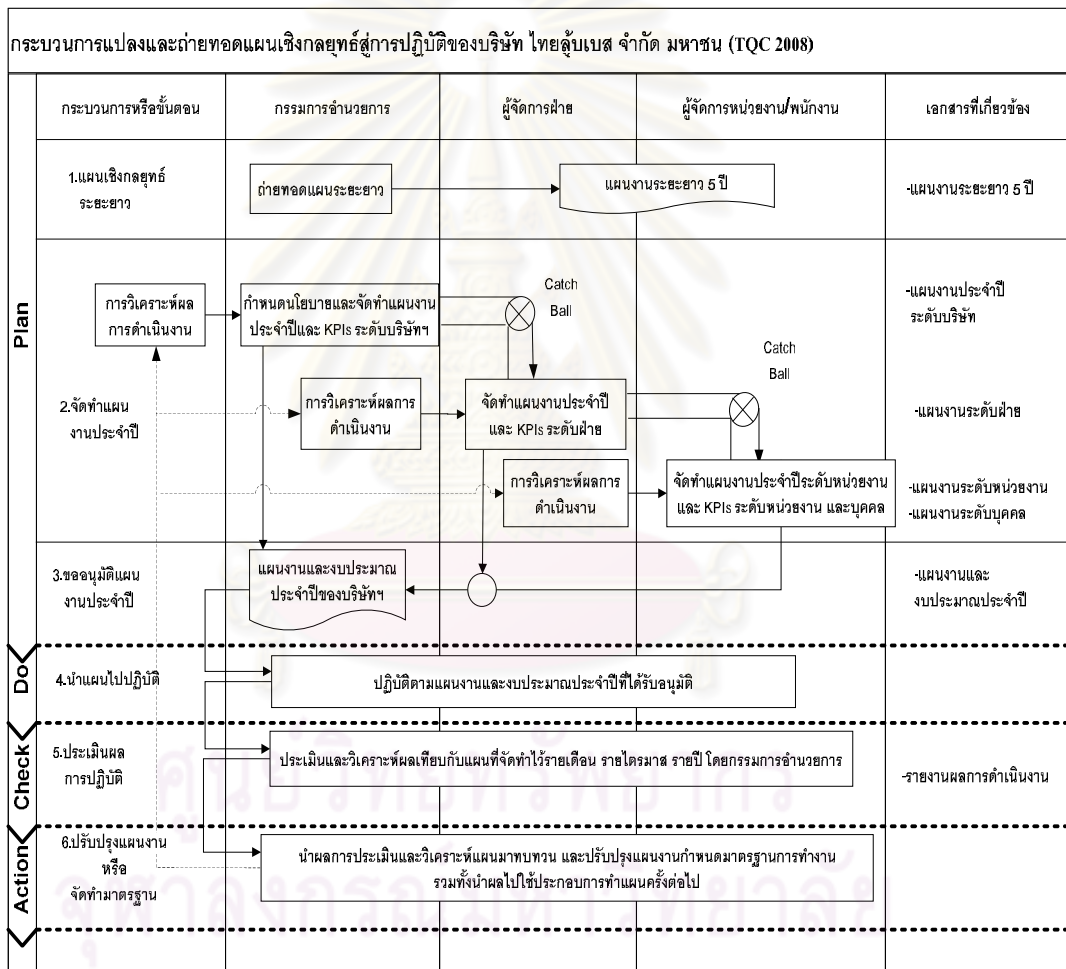 กระบวนการแปลงและถ่ายทอดแผนเชิงกลยุทธ์สู่การปฏิบัติของบริษัท ไทยลู้บเบส จำกัด มหาชน (TQC 2008)
กระบวนการหรือขั้นตอน
กรรมการอำนวยการ
ผู้จัดการฝ่าย
ผู้จัดการหน่วยงาน/พนักงาน
เอกสารที่เกี่ยวข้อง
Plan
1.แผนเชิงกลยุทธ์
ระยะยาว
ถ่ายทอดแผนระยะยาว
แผนงานระยะยาว 5 ปี
-แผนงานระยะยาว 5 ปี
การวิเคราะห์ผล
การดำเนินงาน
กำหนดนโยบายและจัดทำแผนงาน
ประจำปีและ KPIs ระดับบริษัทฯ
Catch
Ball
-แผนงานประจำปี
ระดับบริษัท
2.จัดทำแผน
งานประจำปี
การวิเคราะห์ผลการ
ดำเนินงาน
จัดทำแผนงานประจำปี
และ KPIs ระดับฝ่าย
Catch
Ball
-แผนงานระดับฝ่าย
การวิเคราะห์ผลการ
ดำเนินงาน
จัดทำแผนงานประจำปีระดับหน่วยงาน
และ KPIs ระดับหน่วยงาน และบุคคล
-แผนงานระดับหน่วยงาน
-แผนงานระดับบุคคล
3.ขออนุมัติแผน
งานประจำปี
แผนงานและงบประมาณ
ประจำปีของบริษัทฯ
-แผนงานและ
งบประมาณประจำปี
Do
4.นำแผนไปปฏิบัติ
ปฏิบัติตามแผนงานและงบประมาณประจำปีที่ได้รับอนุมัติ
Check
5.ประเมินผล
การปฏิบัติ
ประเมินและวิเคราะห์ผลเทียบกับแผนที่จัดทำไว้รายเดือน รายไตรมาส รายปี โดยกรรมการอำนวยการ
-รายงานผลการดำเนินงาน
ศูนย์วิทยทรัพยากร
Action
6.ปรับปรุงแผนงาน
หรือ
จัดทำมาตรฐาน
นำผลการประเมินและวิเคราะห์แผนมาทบทวน และปรับปรุงแผนงานกำหนดมาตรฐานการทำงาน
รวมทั้งนำผลไปใช้ประกอบการทำแผนครั้งต่อไป
จุฬาลงกรณ์มหาวิทยาลัย